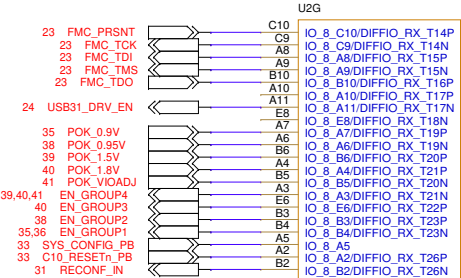 U2G
23 FMC_PRSNT C10 IO_8_C10/DIFFIO_RX_T14P
23 FMC_TCK C9 IO_8_C9/DIFFIO_RX_T14N
23 FMC_TDI A8 IO_8_A8/DIFFIO_RX_T15P
23 FMC_TMS A9 IO_8_A9/DIFFIO_RX_T15N
23 FMC_TDO B10 IO_8_B10/DIFFIO_RX_T16P
A10 IO_8_A10/DIFFIO_RX_T17P
24 USB31_DRV_EN A11 IO_8_A11/DIFFIO_RX_T17N
E8 IO_8_E8/DIFFIO_RX_T18N
35 POK_0.9V A7 IO_8_A7/DIFFIO_RX_T19P
38 POK_0.95V A6 IO_8_A6/DIFFIO_RX_T19N
39 POK_1.5V B6 IO_8_B6/DIFFIO_RX_T20P
40 POK_1.8V A4 IO_8_A4/DIFFIO_RX_T21P
41 POK_VIOADJ B5 IO_8_B5/DIFFIO_RX_T20N
39,40,41 EN_GROUP4 A3 IO_8_A3/DIFFIO_RX_T21N
40 EN_GROUP3 E6 IO_8_E6/DIFFIO_RX_T22P
38 EN_GROUP2 B3 IO_8_B3/DIFFIO_RX_T23P
35,36 EN_GROUP1 B4 IO_8_B4/DIFFIO_RX_T23N
33 SYS_CONFIG_PB A5 IO_8_A5
33 C10_RESETn_PB A2 IO_8_A2/DIFFIO_RX_T26P
31 RECONF_IN B2 IO_8_B2/DIFFIO_RX_T26N